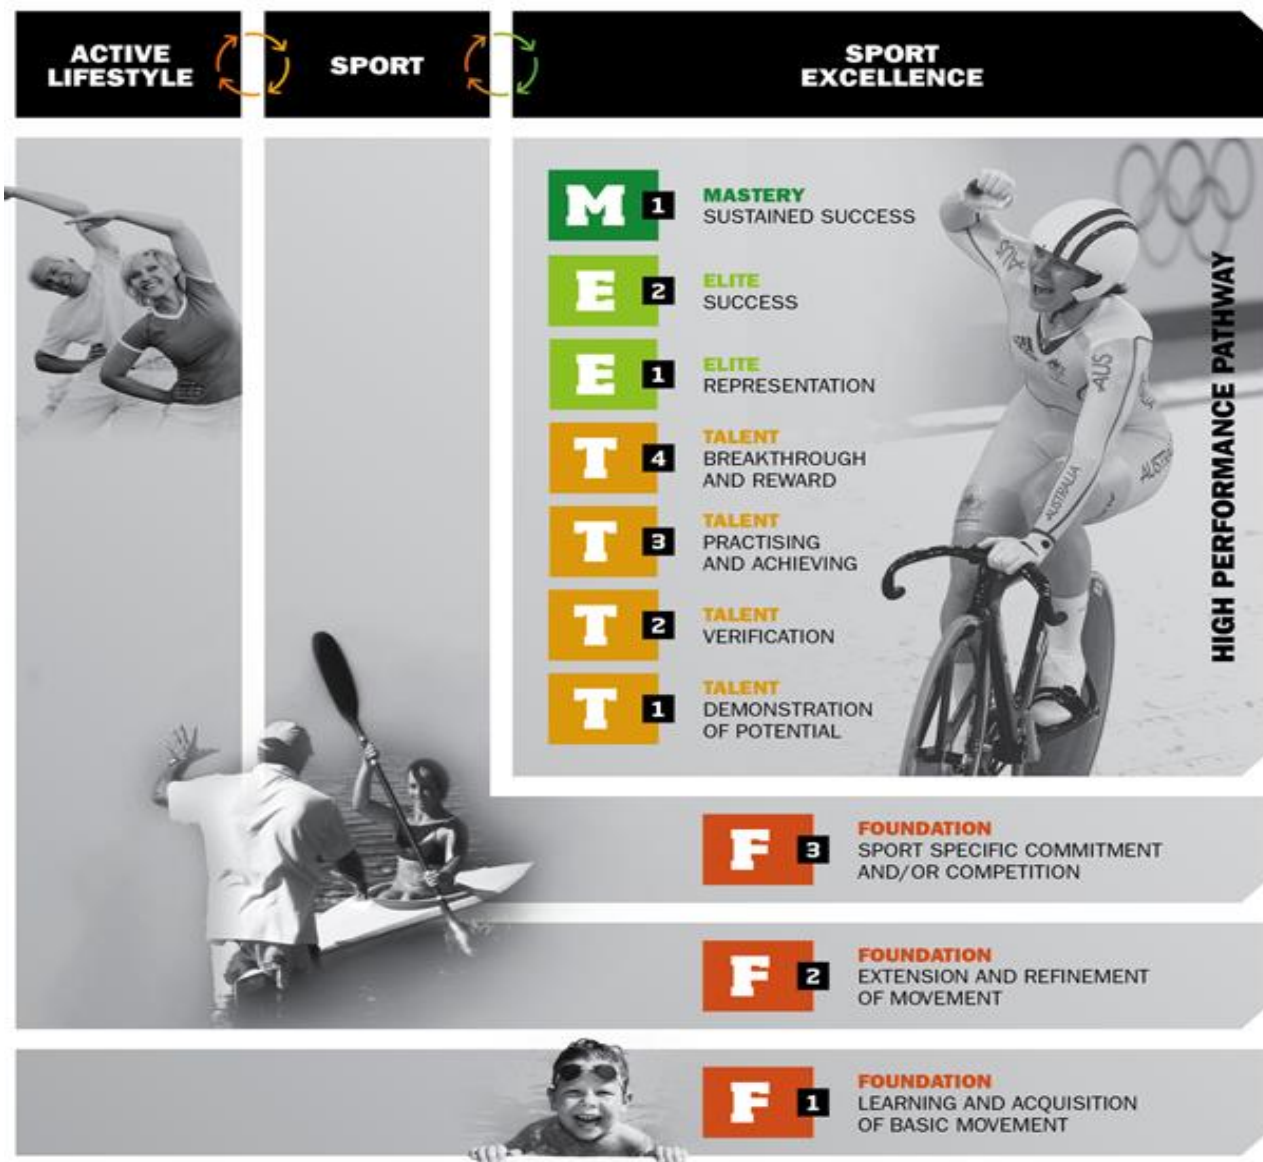 ACTIVE
LIFESTYLE
SPORT
SPORT
EXCELLENCE
M 1
MASTERY
SUSTAINED SUCCESS
E 2
ELITE
SUCCESS
E 1
ELITE
REPRESENTATION
T 4
TALENT
BREAKTHROUGH
AND REWARD
T 3
TALENT
PRACTISING
AND ACHIEVING
T 2
TALENT
VERIFICATION
T 1
TALENT
DEMONSTRATION
OF POTENTIAL
HIGH PERFORMANCE PATHWAY
AUS
AUS
AUSTRALIA
F 3
FOUNDATION
SPORT SPECIFIC COMMITMENT
AND/OR COMPETITION
F 2
FOUNDATION
EXTENSION AND REFINEMENT
OF MOVEMENT
F 1
FOUNDATION
LEARNING AND ACQUISITION
OF BASIC MOVEMENT